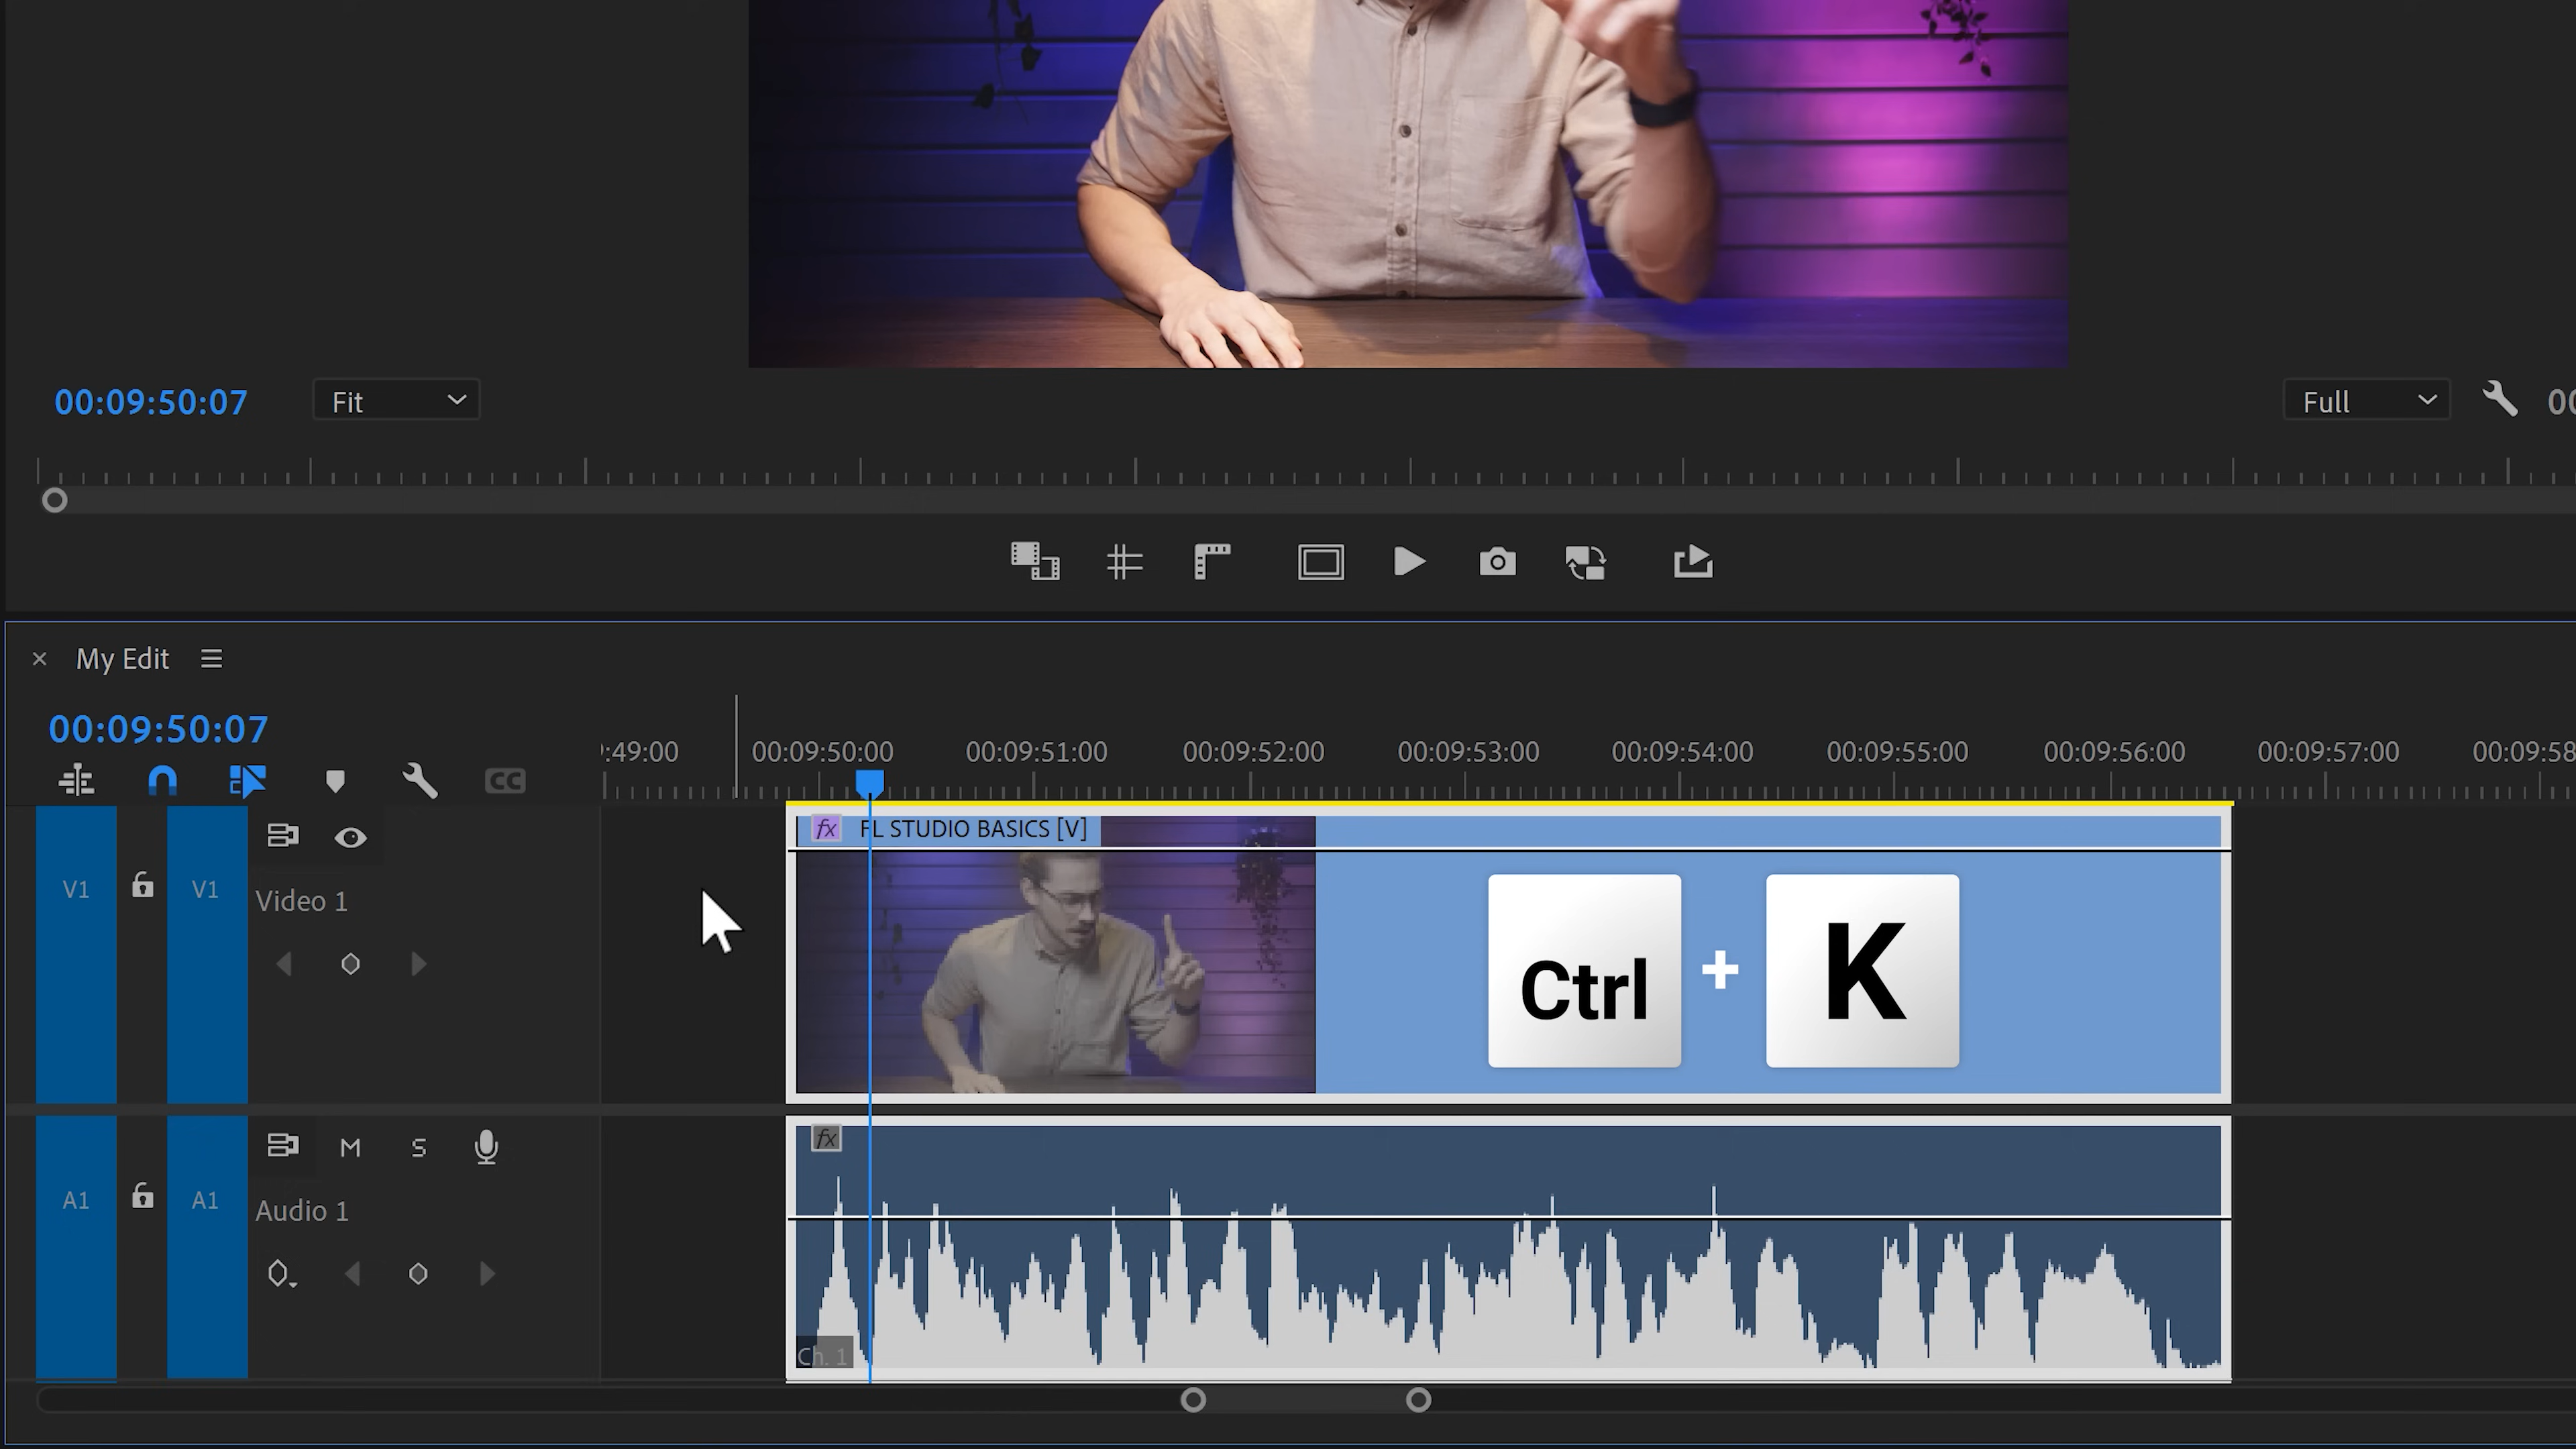 00:09:50:07
Fit
Full
00
My Edit
00:09:50:07
:49:00
00:09:50:00
00:09:51:00
00:09:52:00
00:09:53:00
00:09:54:00
00:09:55:00
00:09:56:00
00:09:57:00
00:09:58
CC
fx FL STUDIO BASICS [V]
V1
V1
Video 1
Ctrl + K
fx
M S
A1
A1
Audio 1
Ch. 1